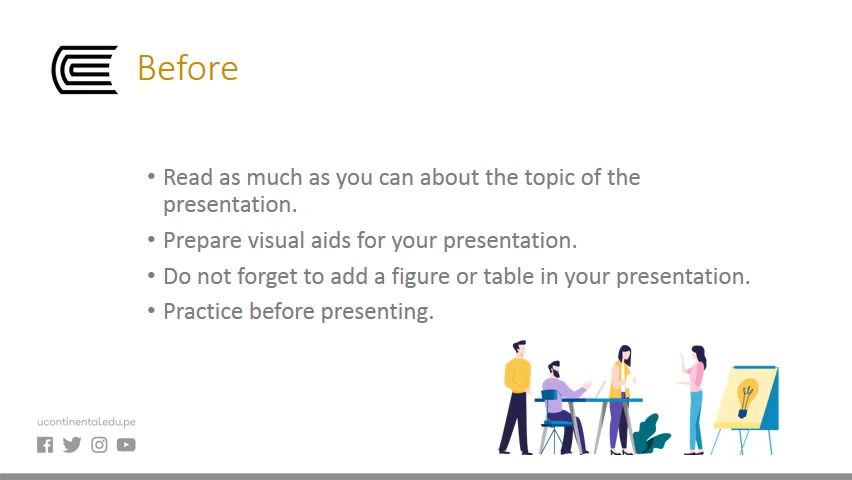 Before
• Read as much as you can about the topic of the
presentation.
• Prepare visual aids for your presentation.
• Do not forget to add a figure or table in your presentation.
• Practice before presenting.
ucontinental.edu.pe